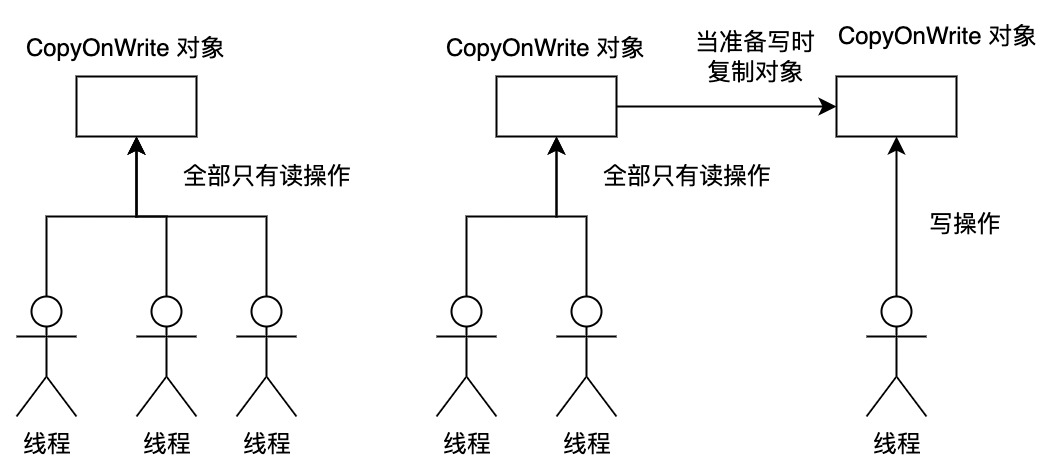 CopyOnWrite 对象
全部只有读操作
线程
线程
线程
CopyOnWrite 对象
当准备写时
复制对象
CopyOnWrite 对象
全部只有读操作
写操作
线程
线程
线程